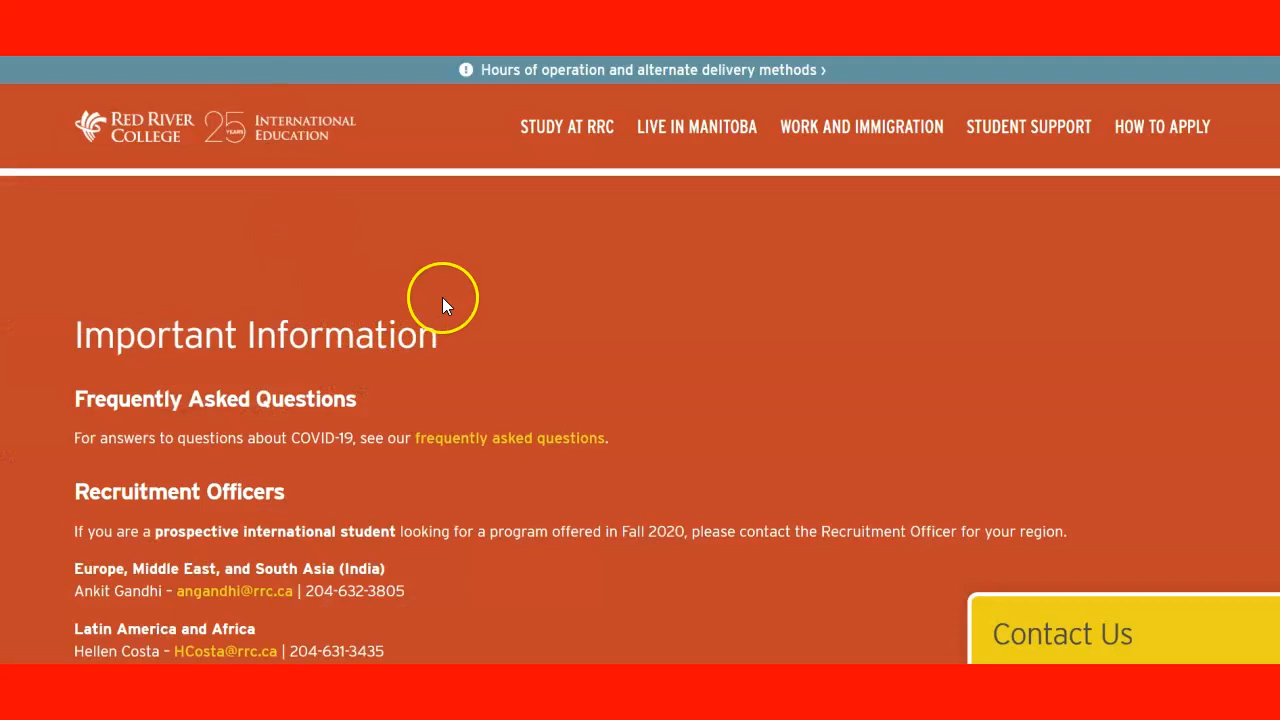 Hours of operation and alternate delivery methods ›
RED RIVER COLLEGE 25 YEARS INTERNATIONAL EDUCATION
STUDY AT RRC LIVE IN MANITOBA WORK AND IMMIGRATION STUDENT SUPPORT HOW TO APPLY
Important Information
Frequently Asked Questions
For answers to questions about COVID-19, see our frequently asked questions.
Recruitment Officers
If you are a prospective international student looking for a program offered in Fall 2020, please contact the Recruitment Officer for your region.
Europe, Middle East, and South Asia (India)
Ankit Gandhi – angandhi@rrc.ca | 204-632-3805
Latin America and Africa
Hellen Costa – HCosta@rrc.ca | 204-631-3435
Contact Us